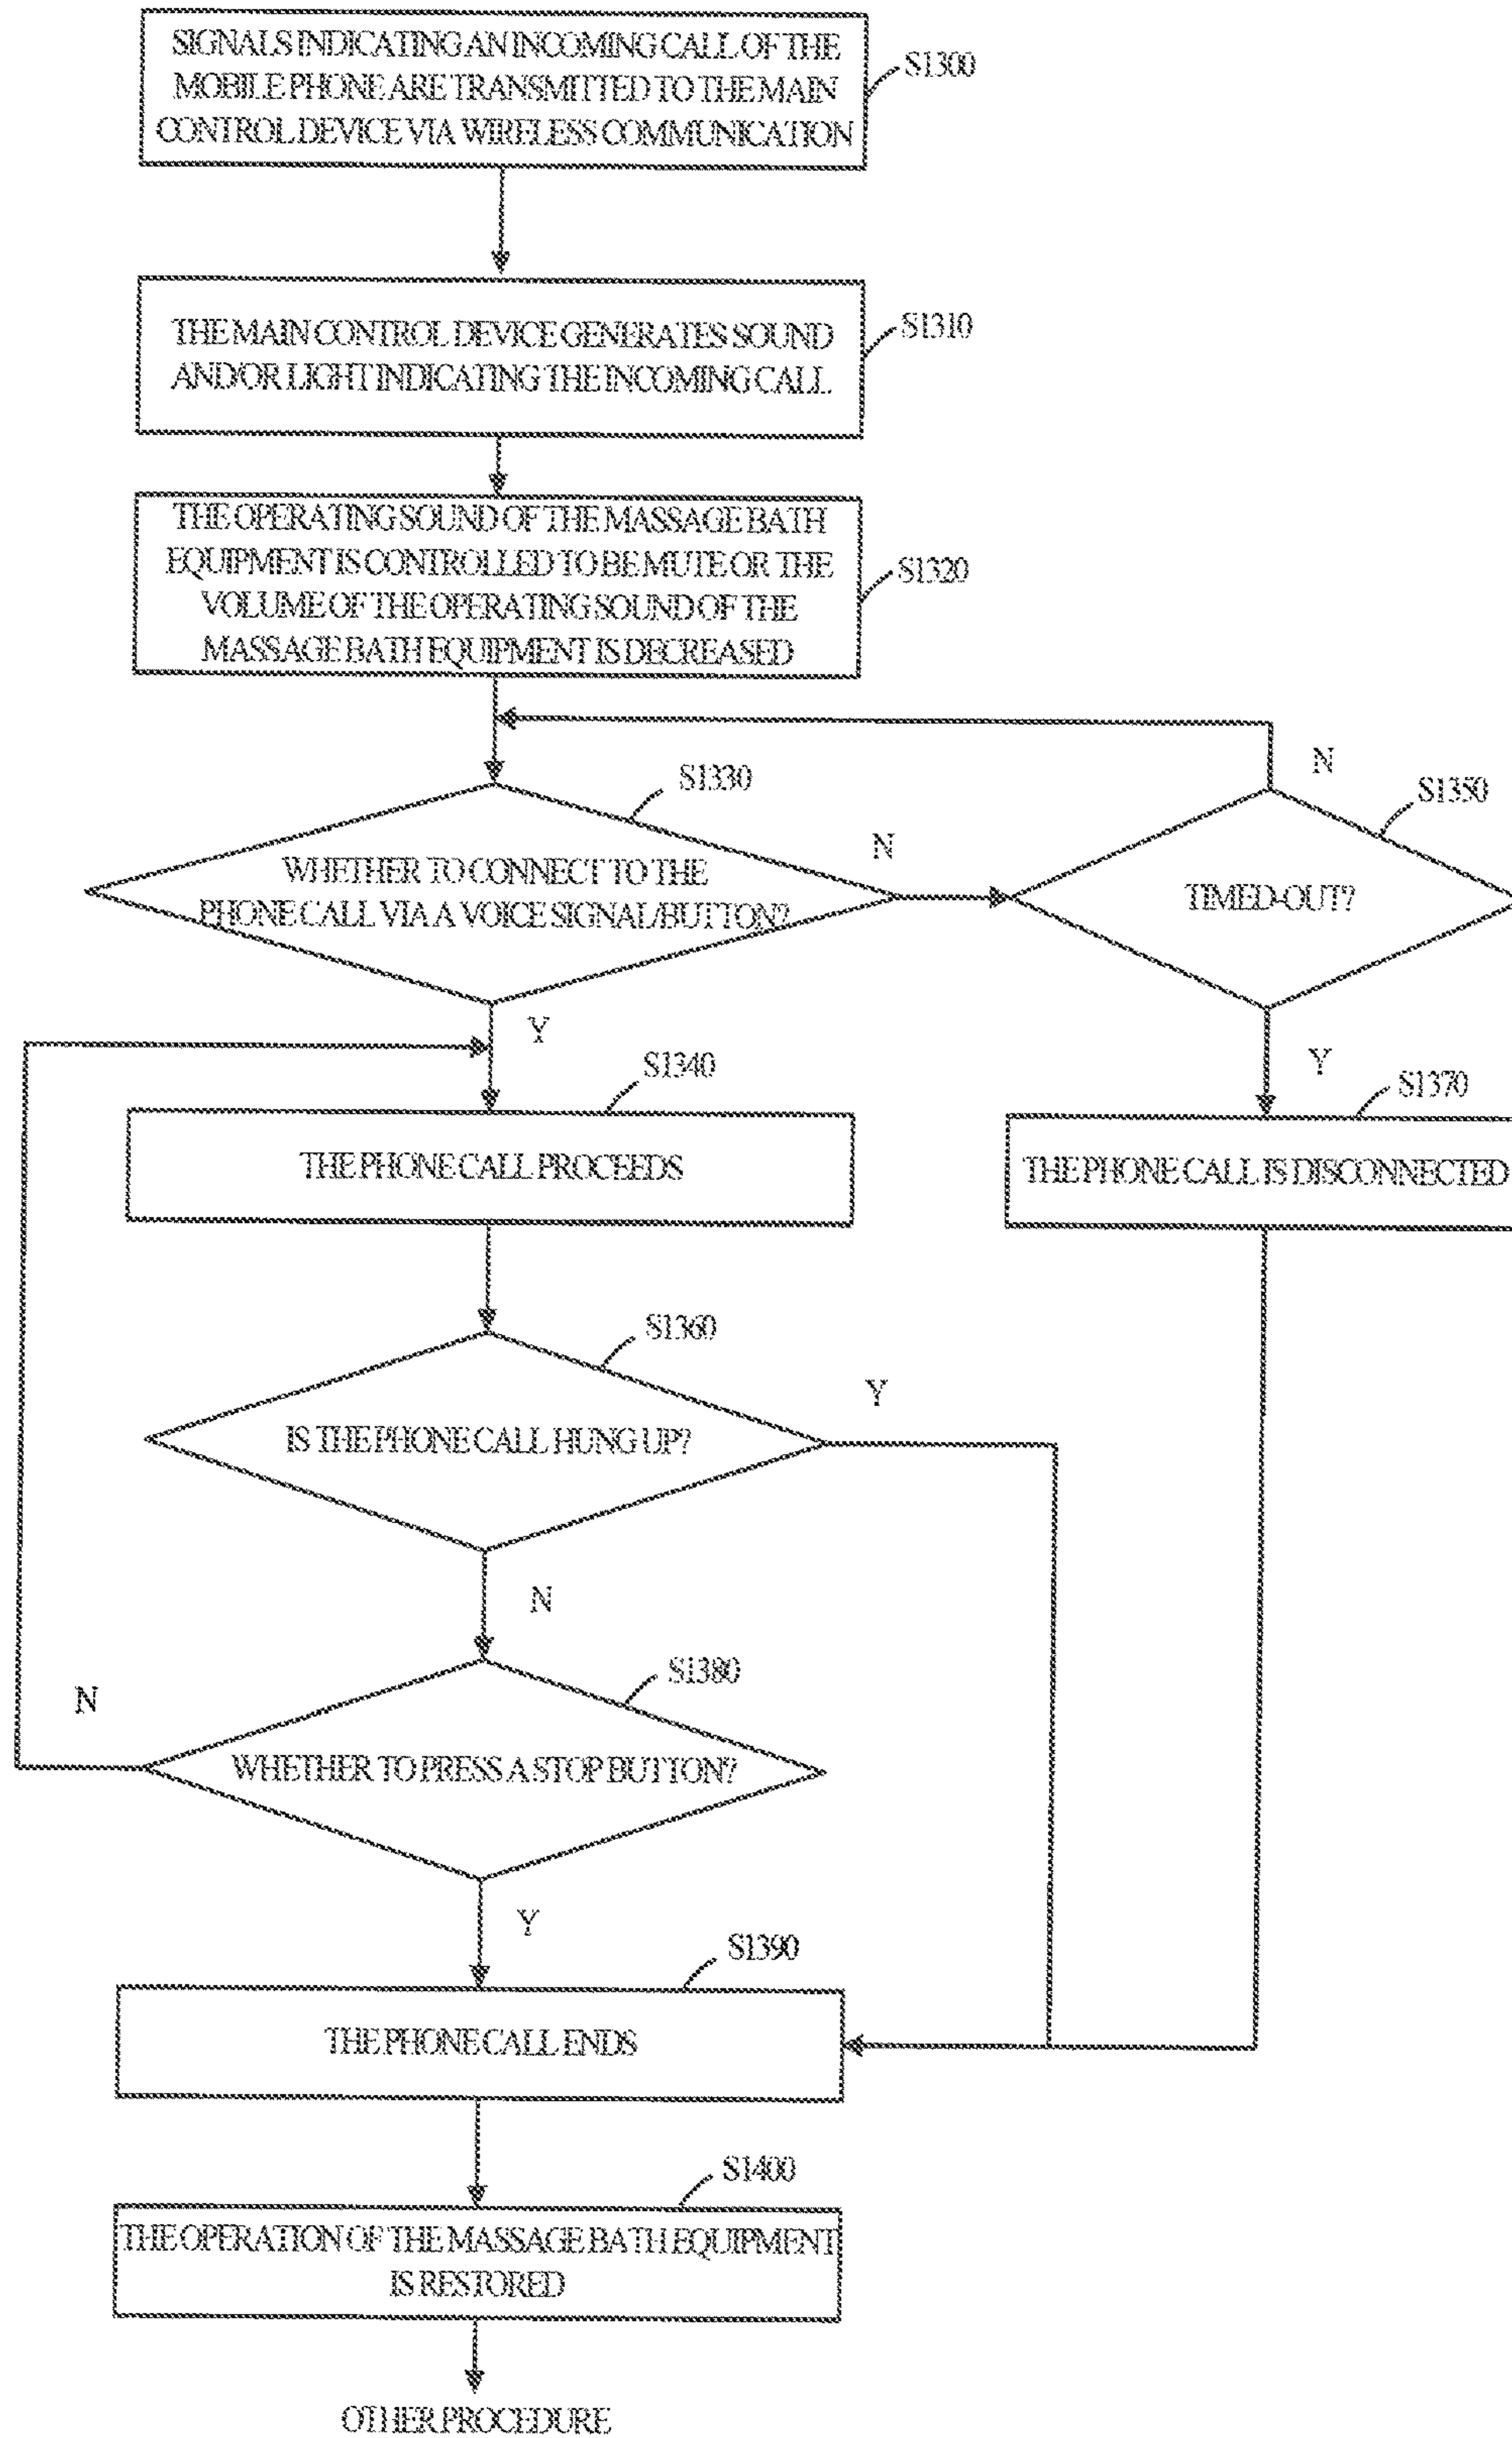 SIGNALS INDICATING AN INCOMING CALL OF THE
MOBILE PHONE ARE TRANSMITTED TO THE MAIN
CONTROL DEVICE VIA WIRELESS COMMUNICATION
S1300
THE MAIN CONTROL DEVICE GENERATES SOUND
AND/OR LIGHT INDICATING THE INCOMING CALL
S1310
THE OPERATING SOUND OF THE MASSAGE BATH
EQUIPMENT IS CONTROLLED TO BE MUTE OR THE
VOLUME OF THE OPERATING SOUND OF THE
MASSAGE BATH EQUIPMENT IS DECREASED
S1320
WHETHER TO CONNECT TO THE
PHONE CALL VIA A VOICE SIGNAL/BUTTON?
S1330
N
TIMED-OUT?
S1350
N
Y
Y
S1340
THE PHONE CALL PROCEEDS
S1370
THE PHONE CALL IS DISCONNECTED
S1360
IS THE PHONE CALL HUNG UP?
Y
N
S1380
WHETHER TO PRESS A STOP BUTTON?
N
Y
S1390
THE PHONE CALL ENDS
S1400
THE OPERATION OF THE MASSAGE BATH EQUIPMENT
IS RESTORED
OTHER PROCEDURE